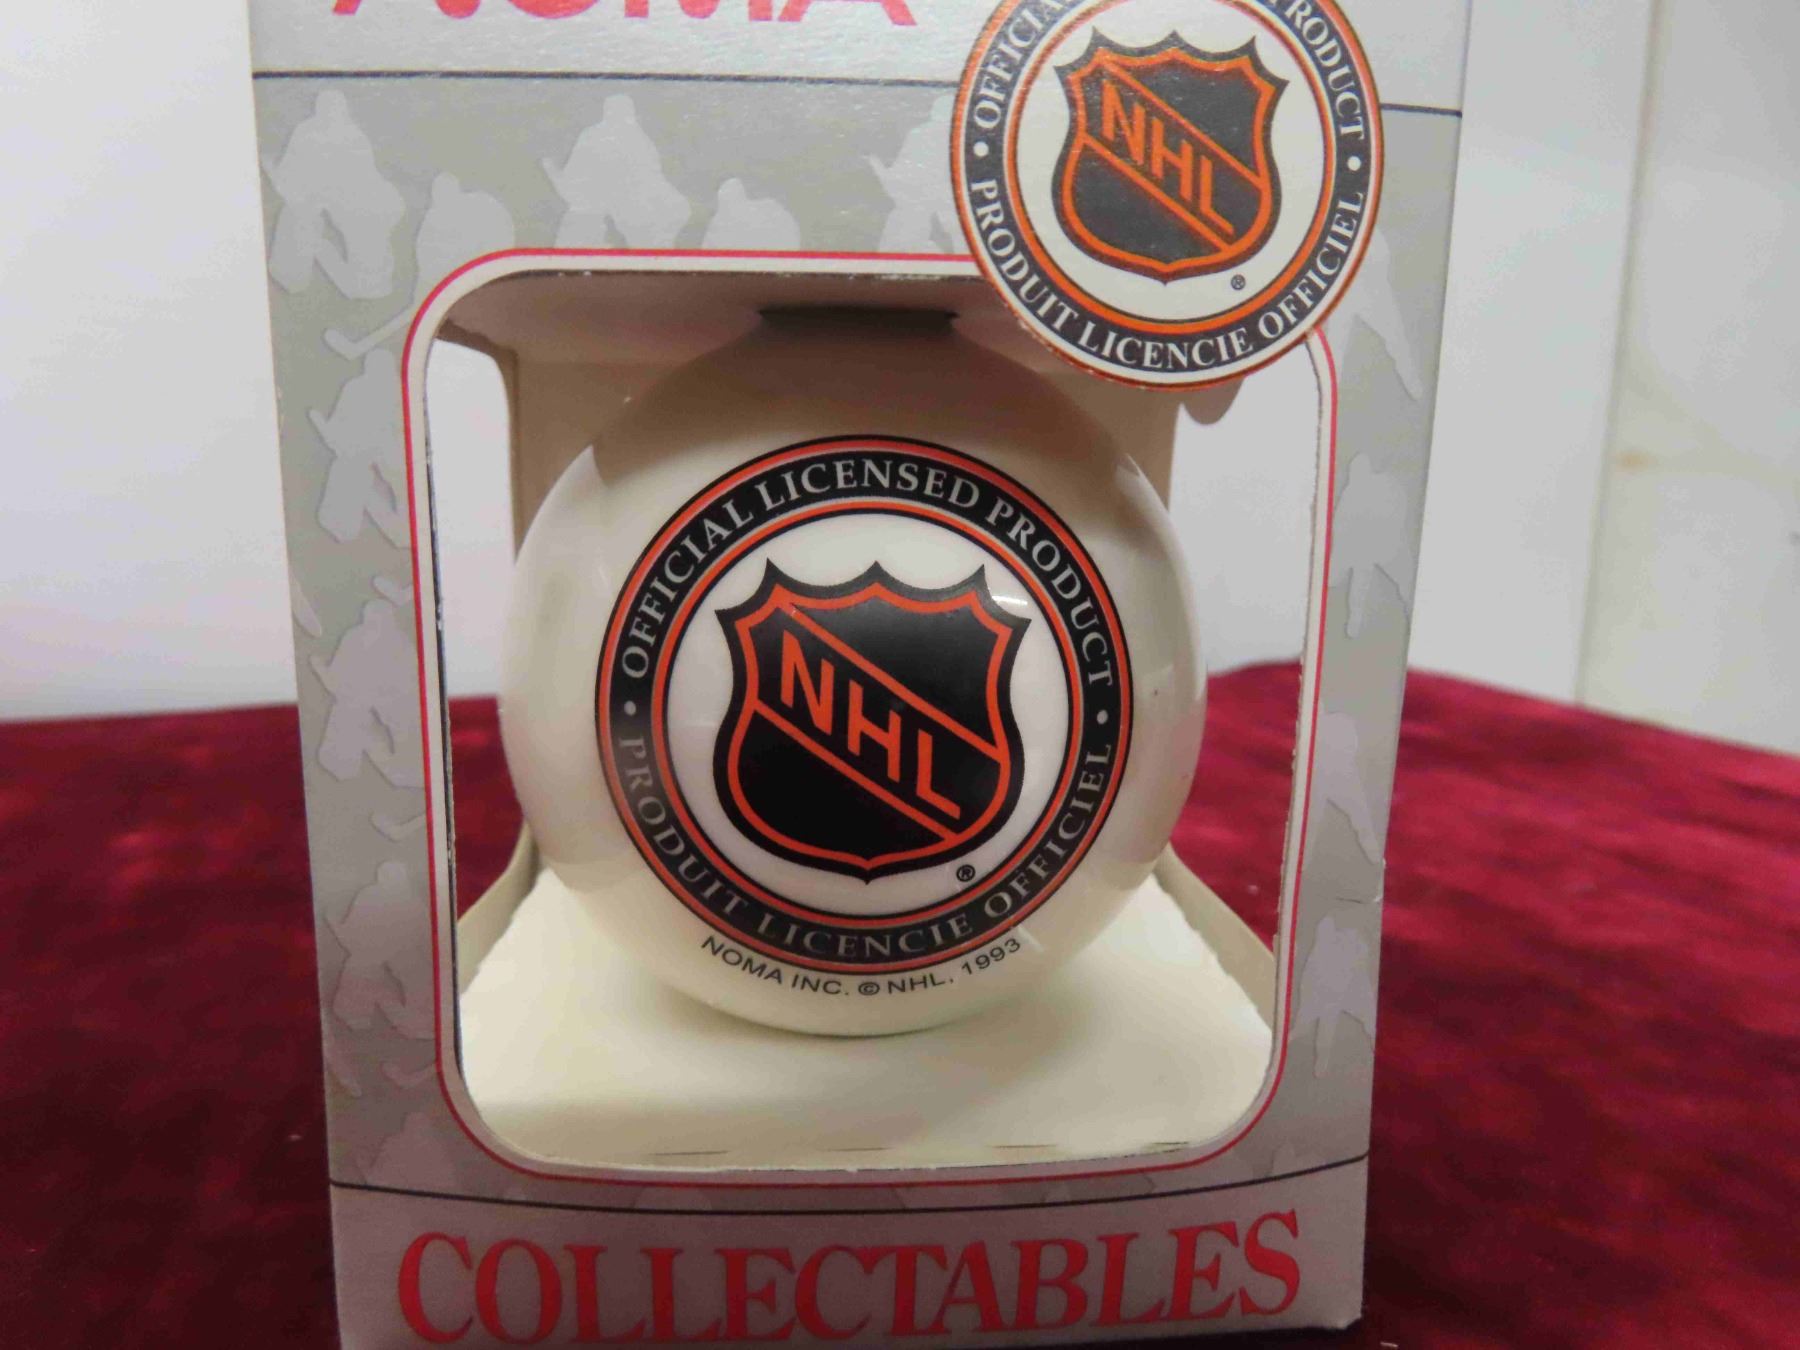 NOMA
OFFICIAL
PRODUCT
NHL
®
PRODUIT LICENCIE OFFICIEL
OFFICIAL LICENSED PRODUCT
NHL
®
PRODUIT LICENCIE OFFICIEL
NOMA INC. © NHL, 1993
COLLECTABLES